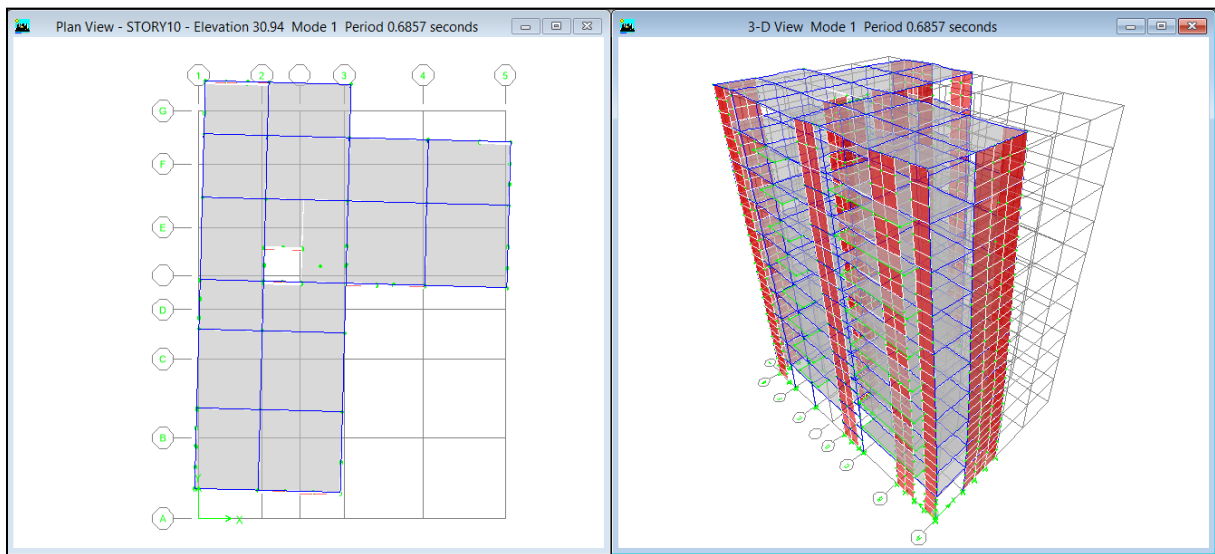 Plan View - STORY10 - Elevation 30.94 Mode 1 Period 0.6857 seconds
1 2 3 4 5
G
F
E
D
C
B
A
Y
X
3-D View Mode 1 Period 0.6857 seconds